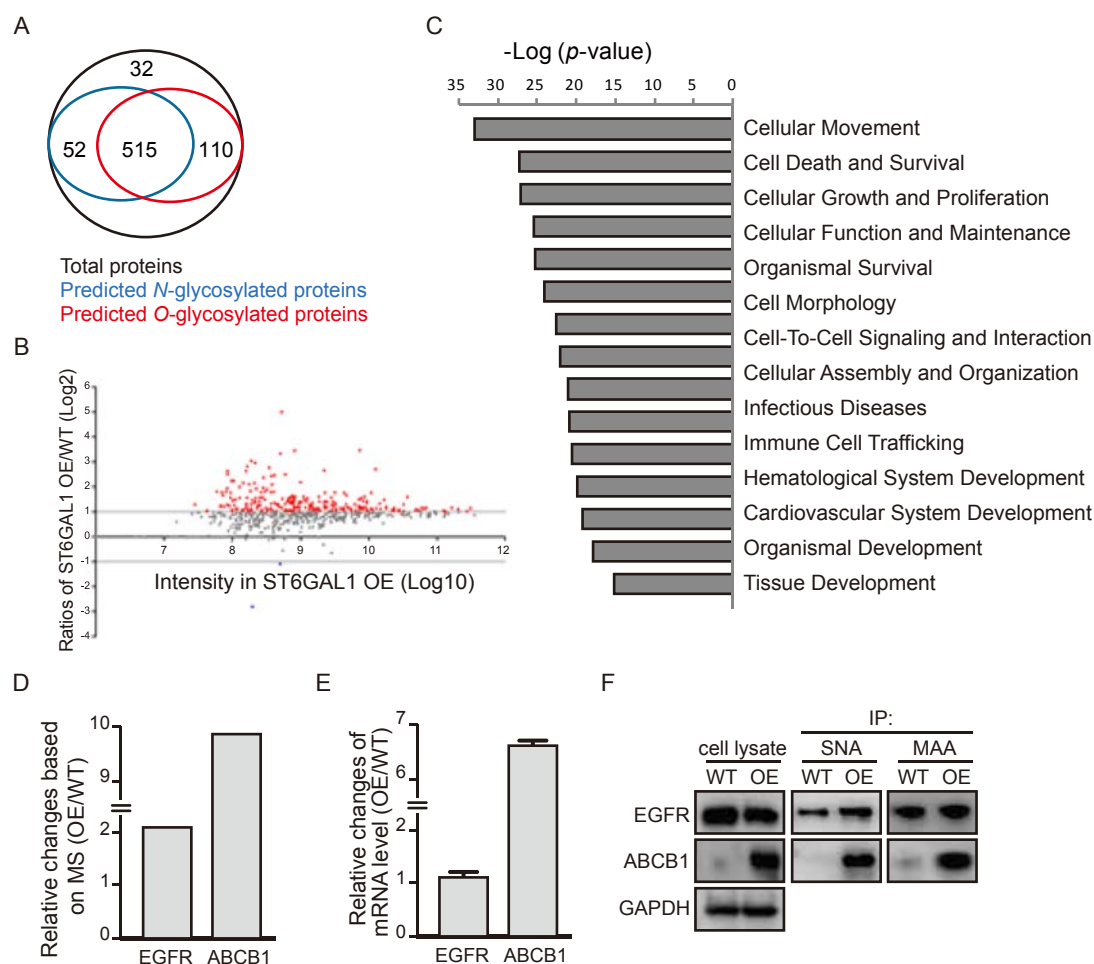 A
32
52
515
110
Total proteins
Predicted N-glycosylated proteins
Predicted O-glycosylated proteins
B
Ratios of ST6GAL1 OE/WT (Log2)
6
5
4
3
2
1
0
-1
-2
-3
-4
7
8
9
10
11
12
Intensity in ST6GAL1 OE (Log10)
C
-Log (p-value)
35
30
25
20
15
10
5
0
Cellular Movement
Cell Death and Survival
Cellular Growth and Proliferation
Cellular Function and Maintenance
Organismal Survival
Cell Morphology
Cell-To-Cell Signaling and Interaction
Cellular Assembly and Organization
Infectious Diseases
Immune Cell Trafficking
Hematological System Development
Cardiovascular System Development
Organismal Development
Tissue Development
D
Relative changes based
on MS (OE/WT)
10
9
2
1
0
EGFR ABCB1
E
Relative changes of
mRNA level (OE/WT)
7
6
2
1
0
EGFR ABCB1
F
IP:
cell lysate SNA MAA
WT OE WT OE WT OE
EGFR
ABCB1
GAPDH